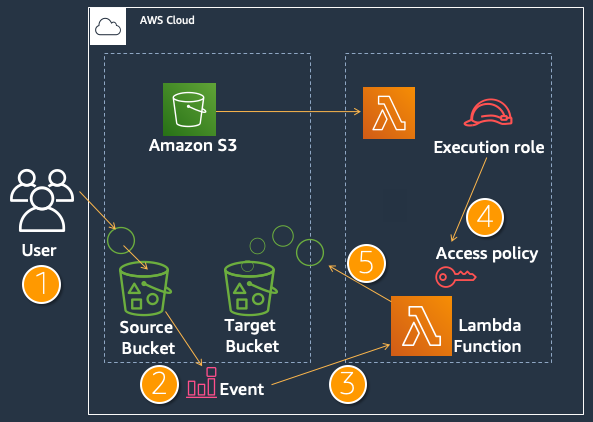 AWS Cloud
Amazon S3
Execution role
User
1
4
Access policy
5
Source
Bucket
Target
Bucket
Lambda
Function
2
Event
3